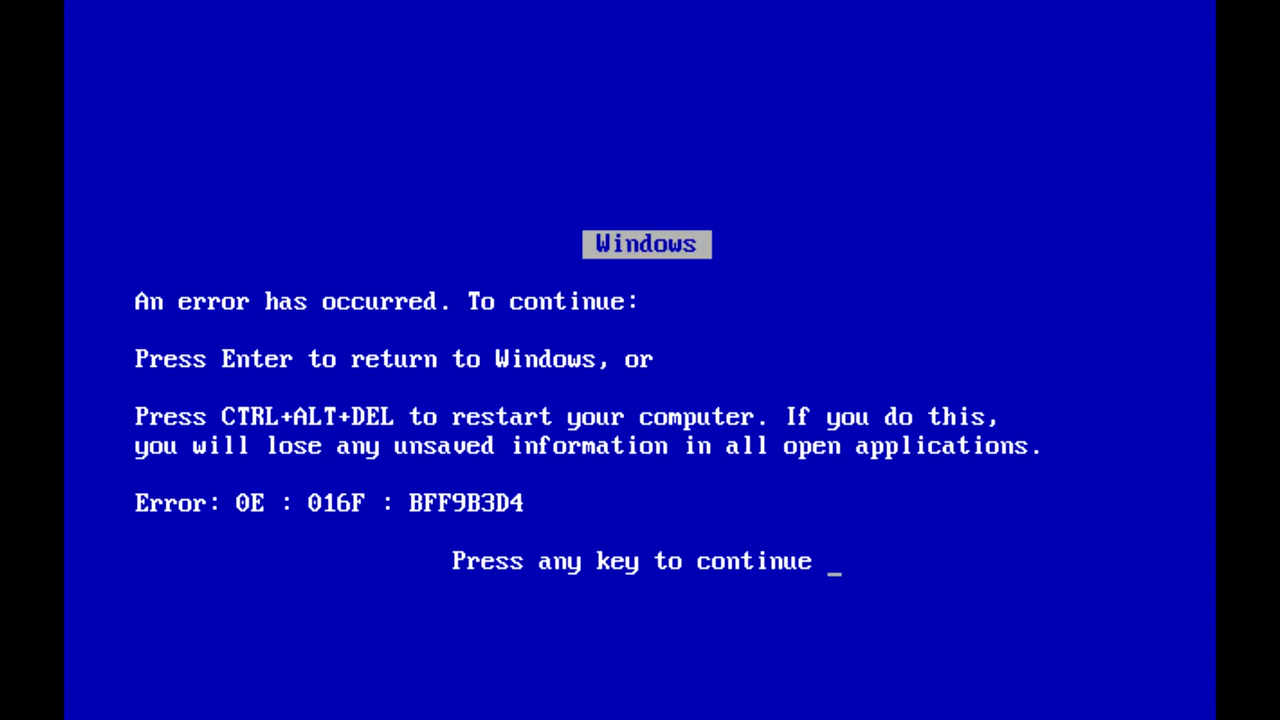 Windows
An error has occurred. To continue:
Press Enter to return to Windows, or
Press CTRL+ALT+DEL to restart your computer. If you do this,
you will lose any unsaved information in all open applications.
Error: 0E : 016F : BFF9B3D4
Press any key to continue _